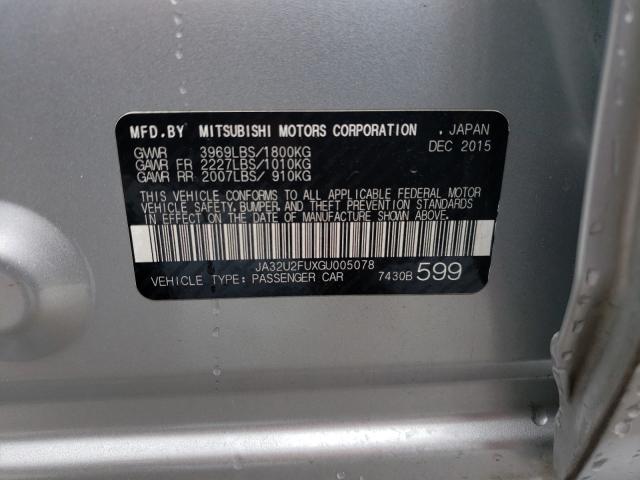 MFD.BY MITSUBISHI MOTORS CORPORATION , JAPAN
GVWR 3969LBS/1800KG DEC 2015
GAWR FR 2227LBS/1010KG
GAWR RR 2007LBS/ 910KG
THIS VEHICLE CONFORMS TO ALL APPLICABLE FEDERAL MOTOR
VEHICLE SAFETY, BUMPER, AND THEFT PREVENTION STANDARDS
IN EFFECT ON THE DATE OF MANUFACTURE SHOWN ABOVE.
JA32U2FUXGU005078
VEHICLE TYPE: PASSENGER CAR 7430B 599